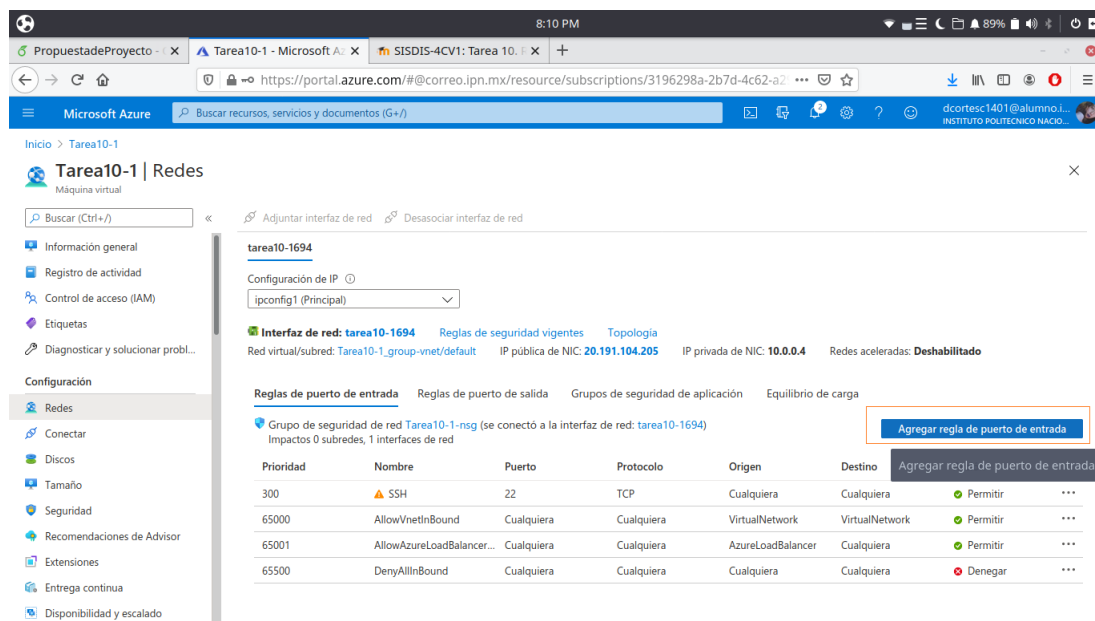 8:10 PM
89%
PropuestadeProyecto -
Tarea10-1 - Microsoft Az
SISDIS-4CV1: Tarea 10.
https://portal.azure.com/#@correo.ipn.mx/resource/subscriptions/3196298a-2b7d-4c62-a2
Microsoft Azure
Buscar recursos, servicios y documentos (G+/)
2
dcortesc1401@alumno.i...
INSTITUTO POLITECNICO NACIO...
Inicio > Tarea10-1
Tarea10-1 | Redes
Máquina virtual
Buscar (Ctrl+/)
«
Adjuntar interfaz de red
Desasociar interfaz de red
Información general
Registro de actividad
Control de acceso (IAM)
Etiquetas
Diagnosticar y solucionar probl...
Configuración
Redes
Conectar
Discos
Tamaño
Seguridad
Recomendaciones de Advisor
Extensiones
Entrega continua
Disponibilidad y escalado
tarea10-1694
Configuración de IP
ipconfig1 (Principal)
Interfaz de red: tarea10-1694 Reglas de seguridad vigentes Topología
Red virtual/subred: Tarea10-1_group-vnet/default IP pública de NIC: 20.191.104.205 IP privada de NIC: 10.0.0.4 Redes aceleradas: Deshabilitado
Reglas de puerto de entrada Reglas de puerto de salida Grupos de seguridad de aplicación Equilibrio de carga
Grupo de seguridad de red Tarea10-1-nsg (se conectó a la interfaz de red: tarea10-1694)
Impactos 0 subredes, 1 interfaces de red
Agregar regla de puerto de entrada
Agregar regla de puerto de entrada
Prioridad Nombre Puerto Protocolo Origen Destino
300 SSH 22 TCP Cualquiera Cualquiera Permitir ...
65000 AllowVnetInBound Cualquiera Cualquiera VirtualNetwork VirtualNetwork Permitir ...
65001 AllowAzureLoadBalancer... Cualquiera Cualquiera AzureLoadBalancer Cualquiera Permitir ...
65500 DenyAllInBound Cualquiera Cualquiera Cualquiera Cualquiera Denegar ...